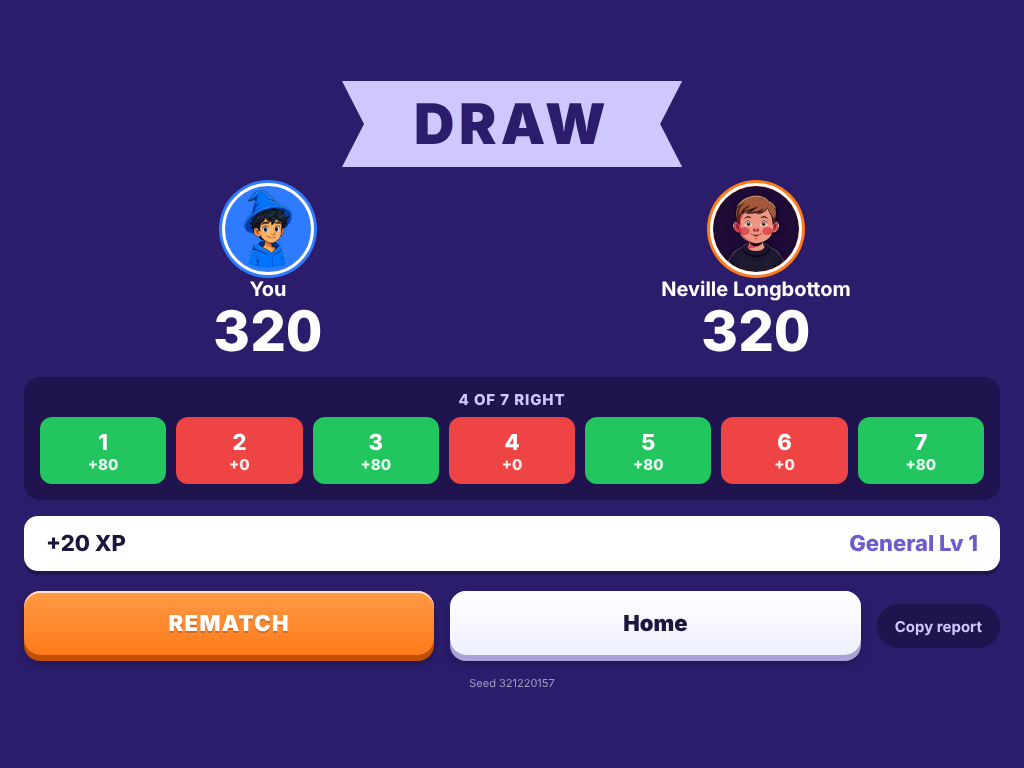 DRAW
You
320
Neville Longbottom
320
4 OF 7 RIGHT
1
+80
2
+0
3
+80
4
+0
5
+80
6
+0
7
+80
+20 XP
General Lv 1
REMATCH
Home
Copy report
Seed 321220157